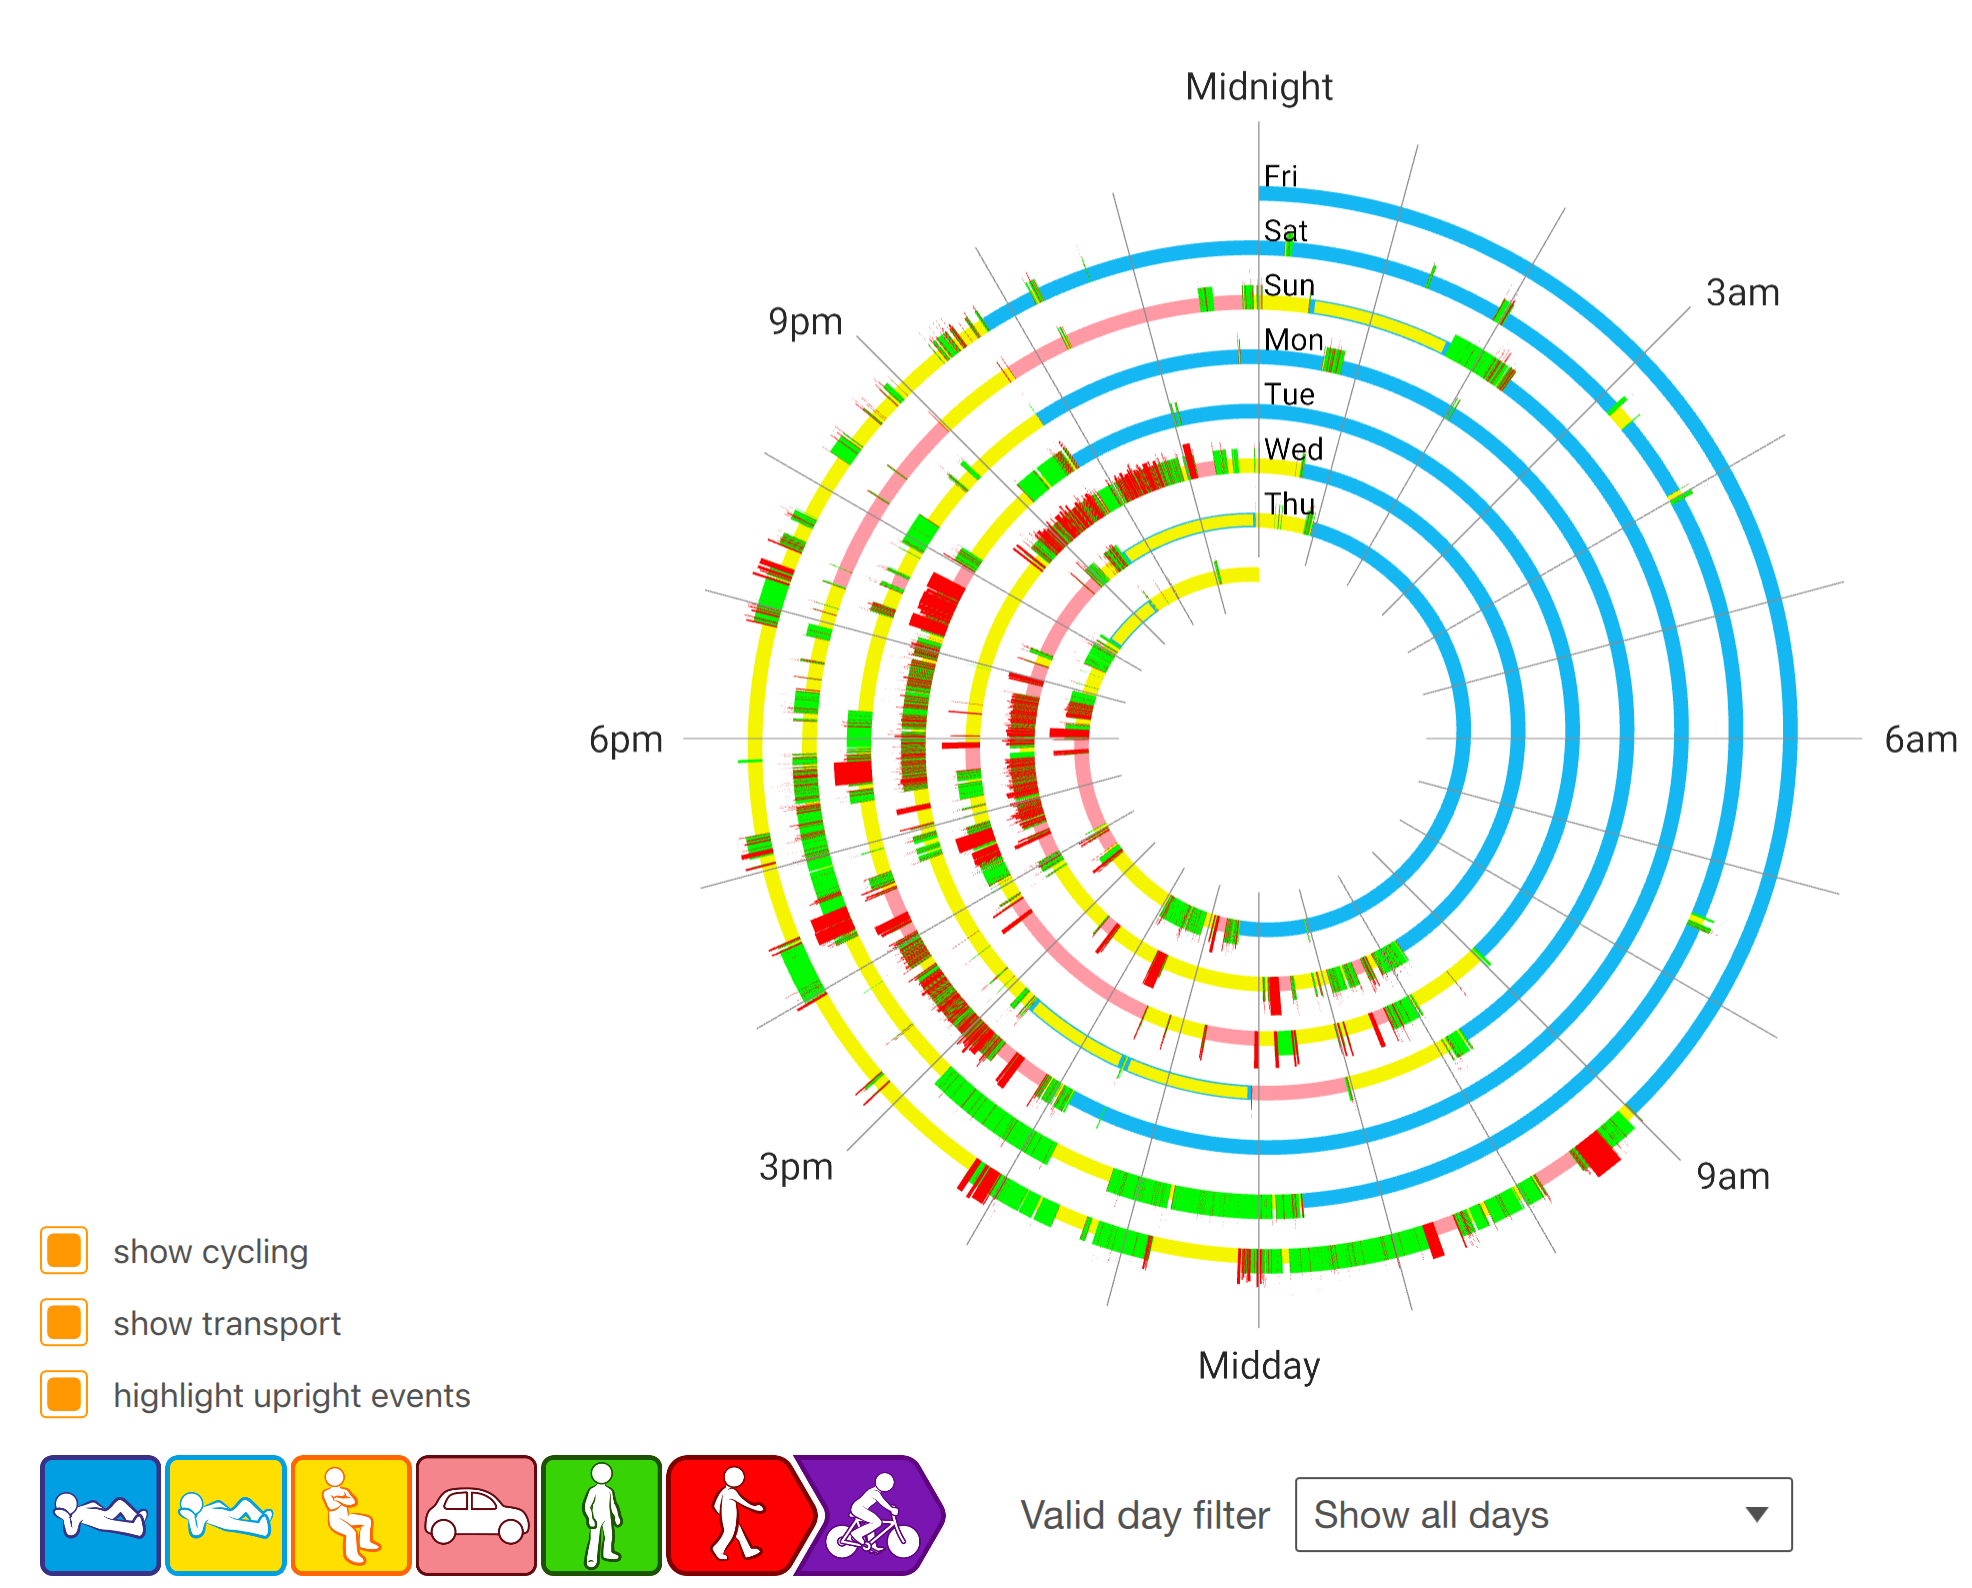 Midnight
Fri
Sat
Sun
Mon
Tue
Wed
Thu
3am
9pm
6pm
6am
3pm
9am
Midday
show cycling
show transport
highlight upright events
Valid day filter
Show all days